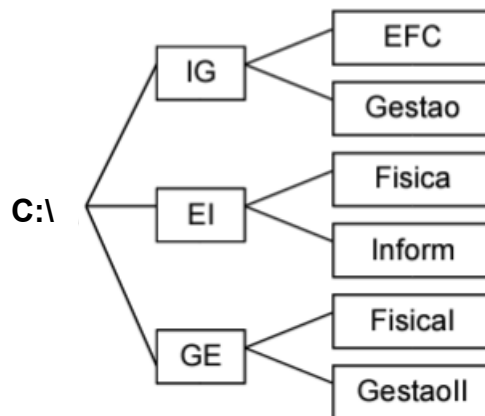 EFC
IG
Gestao
Fisica
C:\
EI
Inform
FisicaI
GE
GestaoII